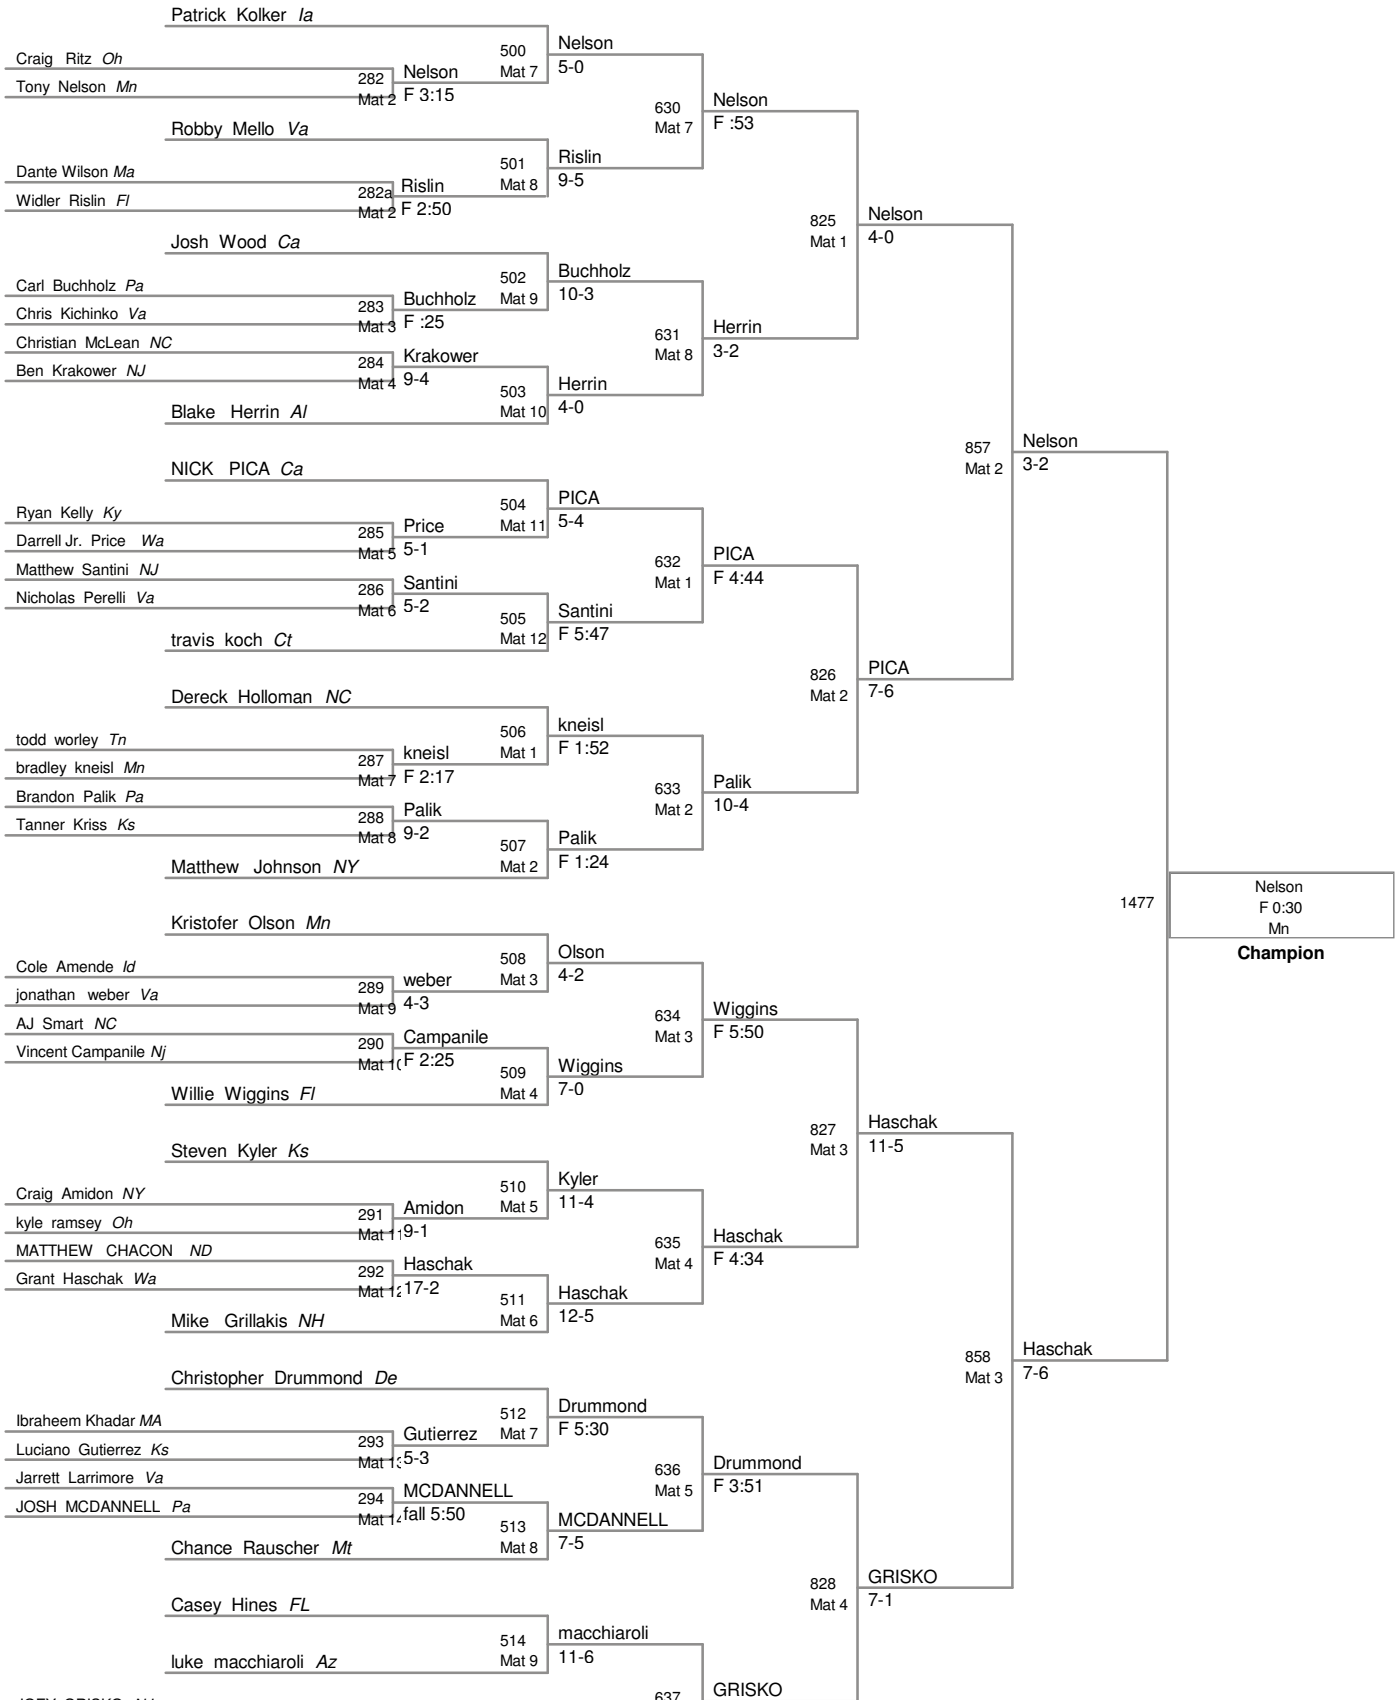 Patrick Kolker Ia
Craig Ritz Oh
Tony Nelson Mn
282
Mat 2
Nelson
F 3:15
500
Mat 7
Nelson
5-0
Robby Mello Va
Dante Wilson Ma
Widler Rislin Fl
282a
Mat 2
Rislin
F 2:50
501
Mat 8
Rislin
9-5
630
Mat 7
Nelson
F :53
Josh Wood Ca
Carl Buchholz Pa
Chris Kichinko Va
283
Mat 3
Buchholz
F :25
502
Mat 9
Buchholz
10-3
Christian McLean NC
Ben Krakower NJ
284
Mat 4
Krakower
9-4
Blake Herrin Al
503
Mat 10
Herrin
4-0
631
Mat 8
Herrin
3-2
825
Mat 1
Nelson
4-0
NICK PICA Ca
Ryan Kelly Ky
Darrell Jr. Price Wa
285
Mat 5
Price
5-1
504
Mat 11
PICA
5-4
Matthew Santini NJ
Nicholas Perelli Va
286
Mat 6
Santini
5-2
travis koch Ct
505
Mat 12
Santini
F 5:47
632
Mat 1
PICA
F 4:44
Dereck Holloman NC
todd worley Tn
bradley kneisl Mn
287
Mat 7
kneisl
F 2:17
506
Mat 1
kneisl
F 1:52
Brandon Palik Pa
Tanner Kriss Ks
288
Mat 8
Palik
9-2
Matthew Johnson NY
507
Mat 2
Palik
F 1:24
633
Mat 2
Palik
10-4
826
Mat 2
PICA
7-6
857
Mat 2
Nelson
3-2
Kristofer Olson Mn
Cole Amende Id
jonathan weber Va
289
Mat 9
weber
4-3
508
Mat 3
Olson
4-2
AJ Smart NC
Vincent Campanile Nj
290
Mat 10
Campanile
F 2:25
Willie Wiggins Fl
509
Mat 4
Wiggins
7-0
634
Mat 3
Wiggins
F 5:50
Steven Kyler Ks
Craig Amidon NY
kyle ramsey Oh
291
Mat 11
Amidon
9-1
510
Mat 5
Kyler
11-4
MATTHEW CHACON ND
Grant Haschak Wa
292
Mat 12
Haschak
17-2
Mike Grillakis NH
511
Mat 6
Haschak
12-5
635
Mat 4
Haschak
F 4:34
827
Mat 3
Haschak
11-5
Christopher Drummond De
Ibraheem Khadar MA
Luciano Gutierrez Ks
293
Mat 13
Gutierrez
5-3
512
Mat 7
Drummond
F 5:30
Jarrett Larrimore Va
JOSH MCDANNELL Pa
294
Mat 14
MCDANNELL
fall 5:50
Chance Rauscher Mt
513
Mat 8
MCDANNELL
7-5
636
Mat 5
Drummond
F 3:51
Casey Hines FL
luke macchiaroli Az
514
Mat 9
macchiaroli
11-6
637
GRISKO
828
Mat 4
GRISKO
7-1
858
Mat 3
Haschak
7-6
1477
Nelson
F 0:30
Mn
Champion